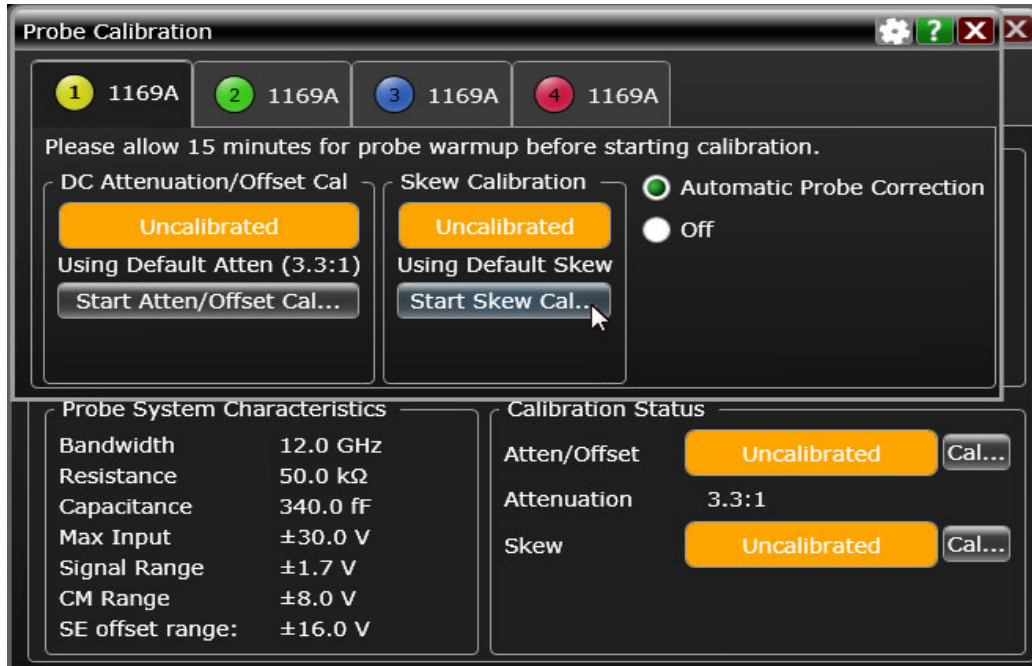 Probe Calibration
?
X
X
1 1169A
2 1169A
3 1169A
4 1169A
Please allow 15 minutes for probe warmup before starting calibration.
DC Attenuation/Offset Cal
Uncalibrated
Using Default Atten (3.3:1)
Start Atten/Offset Cal...
Skew Calibration
Uncalibrated
Using Default Skew
Start Skew Cal...
Automatic Probe Correction
Off
Probe System Characteristics
Bandwidth 12.0 GHz
Resistance 50.0 kΩ
Capacitance 340.0 fF
Max Input ±30.0 V
Signal Range ±1.7 V
CM Range ±8.0 V
SE offset range: ±16.0 V
Calibration Status
Atten/Offset Uncalibrated Cal...
Attenuation 3.3:1
Skew Uncalibrated Cal...